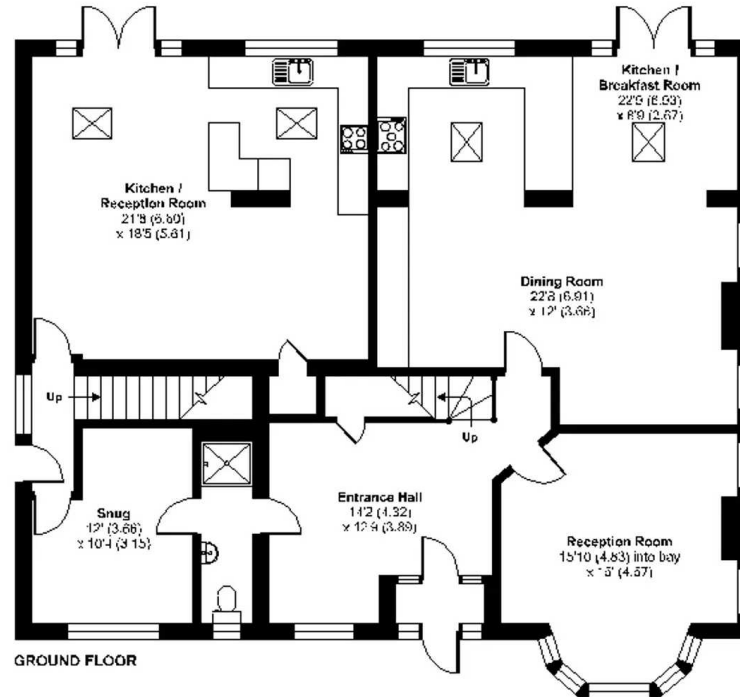 Kitchen /
Reception Room
21'8 (6.60)
x 18'5 (5.61)
Kitchen /
Breakfast Room
22'9 (6.93)
x 8'9 (2.67)
Dining Room
22'8 (6.91)
x 12' (3.66)
Up
Up
Snug
12' (3.66)
x 10'4 (3.15)
Entrance Hall
14'2 (4.32)
x 12'9 (3.89)
Reception Room
15'10 (4.83) into bay
x 15' (4.57)
GROUND FLOOR